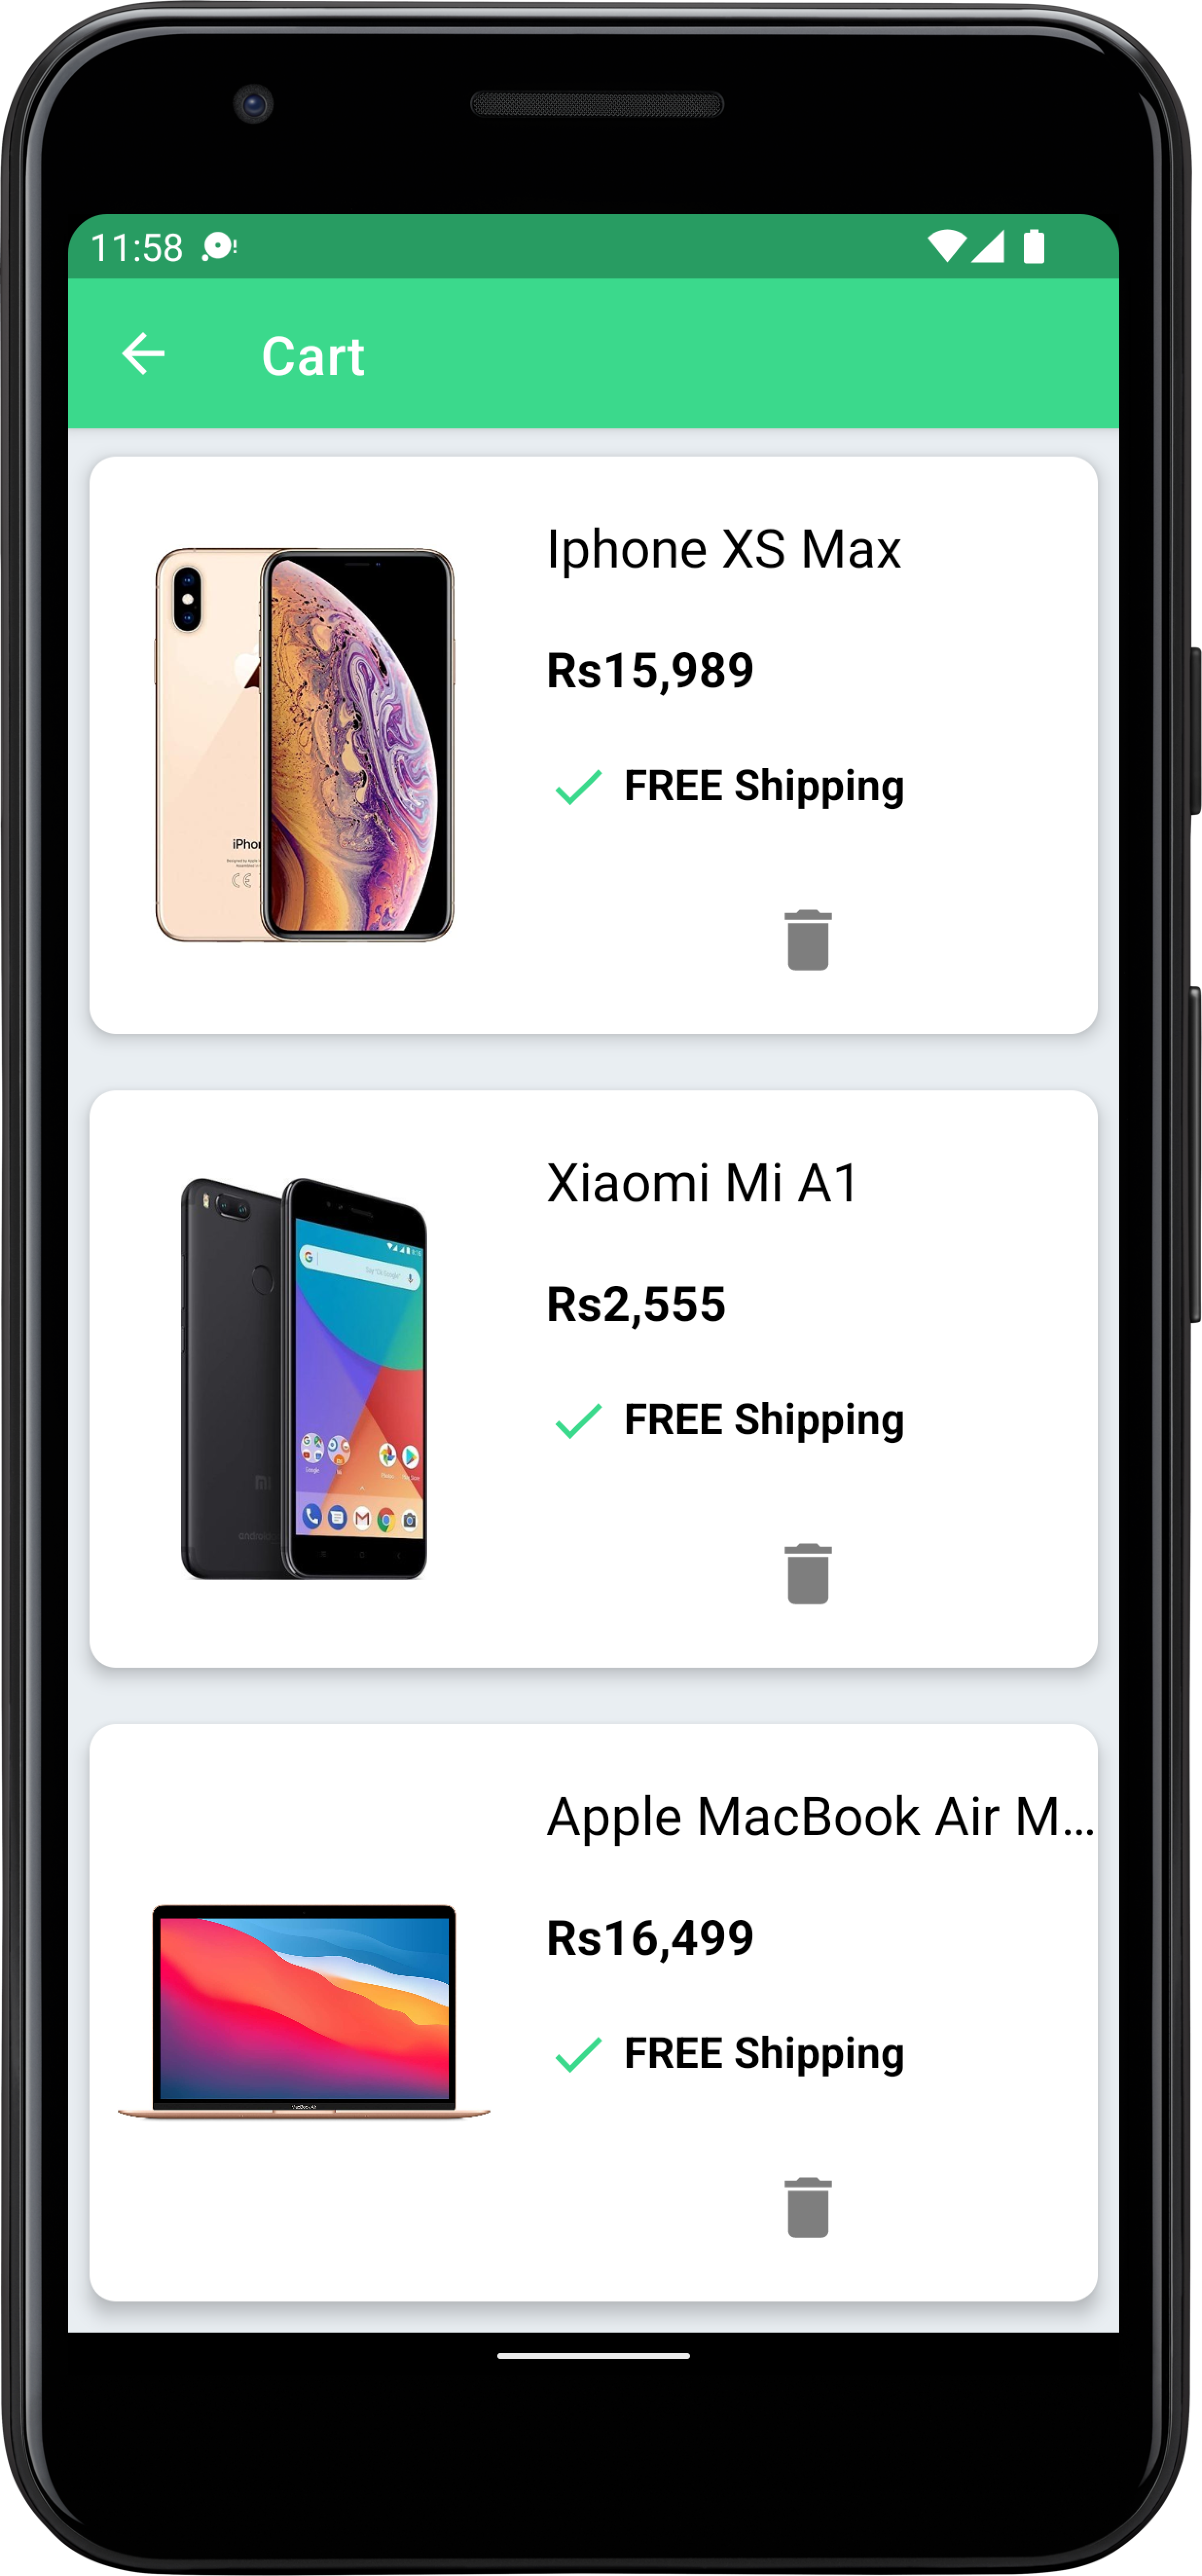 11:58
Cart
Iphone XS Max
Rs15,989
FREE Shipping
iPhor
Xiaomi Mi A1
Rs2,555
FREE Shipping
Apple MacBook Air M...
Rs16,499
FREE Shipping